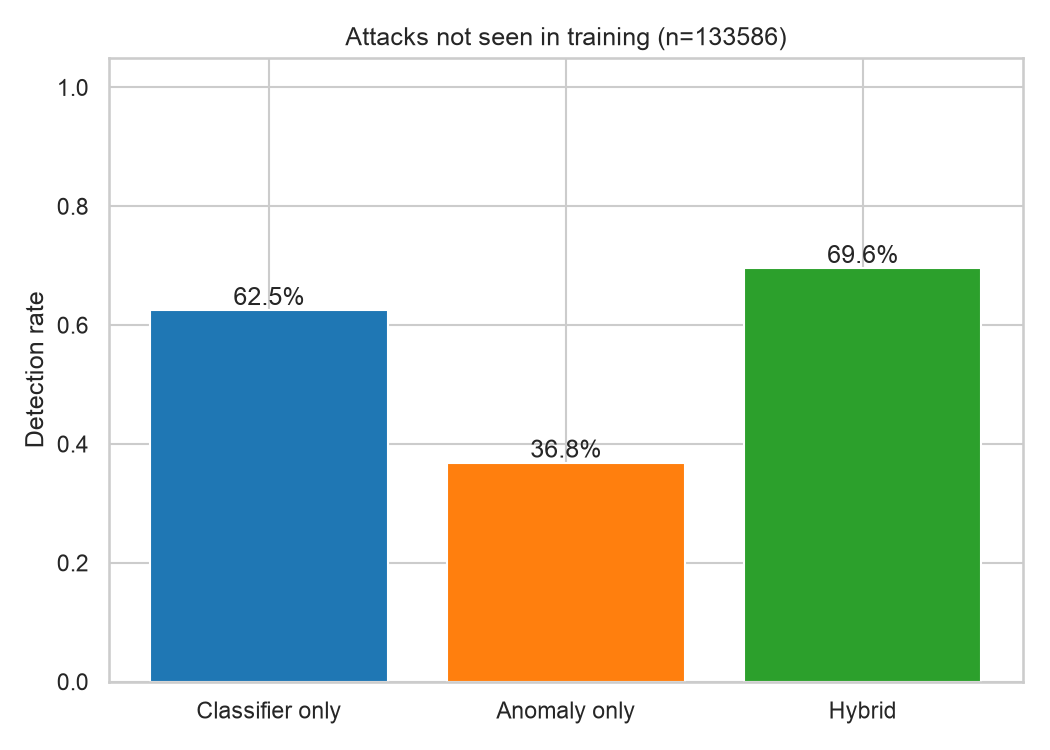 Attacks not seen in training (n=133586)
Detection rate
1.0
0.8
0.6
0.4
0.2
0.0
62.5%
36.8%
69.6%
Classifier only
Anomaly only
Hybrid